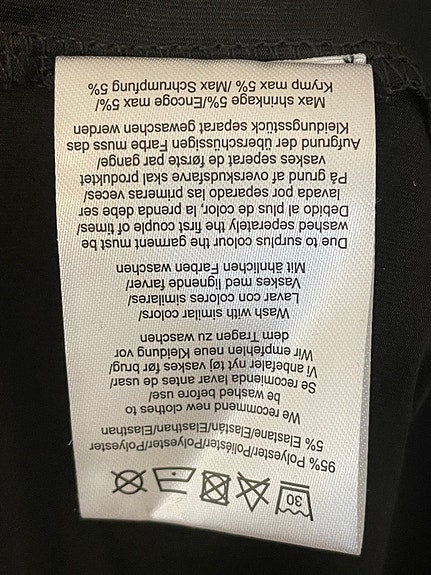 30
95% Polyester/Poliéster/Polyester/Polyester
5% Elastane/Elastán/Elasthan/Elasthan
We recommend new clothes to
be washed before use/
Se recomienda lavar antes de usar/
Vi anbefaler nyt tøj vaskes før brug/
Wir empfehlen neue Kleidung vor
dem Tragen zu waschen
Wash with similar colors/
Lavar con colores similares/
Vaskes med lignende farver/
Mit ähnlichen Farben waschen
Due to surplus colour the garment must be
washed seperately the first couple of times/
Debido al plus de color, la prenda debe ser
lavada por separado las primeras veces/
På grund af overskudsfarve skal produktet
vaskes seperat de første par gange/
Aufgrund der überschüssigen Farbe muss das
Kleidungsstück separat gewaschen werden
Max shrinkage 5%/Encoge max 5%/
Krymp max 5% /Max Schrumpfung 5%